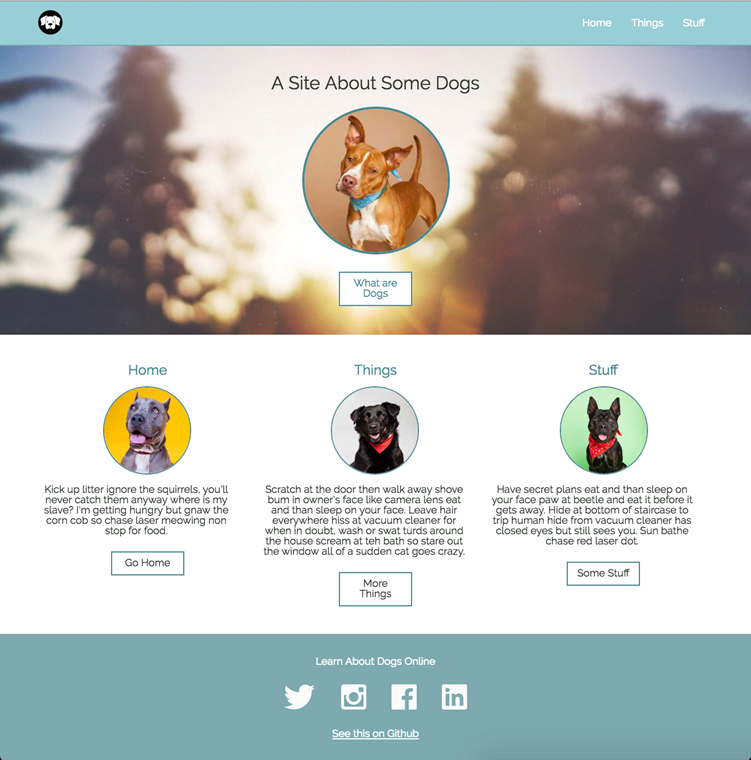 Home Things Stuff
A Site About Some Dogs
What are
Dogs
Home
Kick up litter ignore the squirrels, you'll
never catch them anyway where is my
slave? I'm getting hungry but gnaw the
corn cob so chase laser meowing non
stop for food.
Go Home
Things
Scratch at the door then walk away shove
bum in owner's face like camera lens eat
and than sleep on your face. Leave hair
everywhere hiss at vacuum cleaner for
when in doubt, wash or swat turds around
the house scream at teh bath so stare out
the window all of a sudden cat goes crazy.
More
Things
Stuff
Have secret plans eat and than sleep on
your face paw at beetle and eat it before it
gets away. Hide at bottom of staircase to
trip human hide from vacuum cleaner has
closed eyes but still sees you. Sun bathe
chase red laser dot.
Some Stuff
Learn About Dogs Online
See this on Github